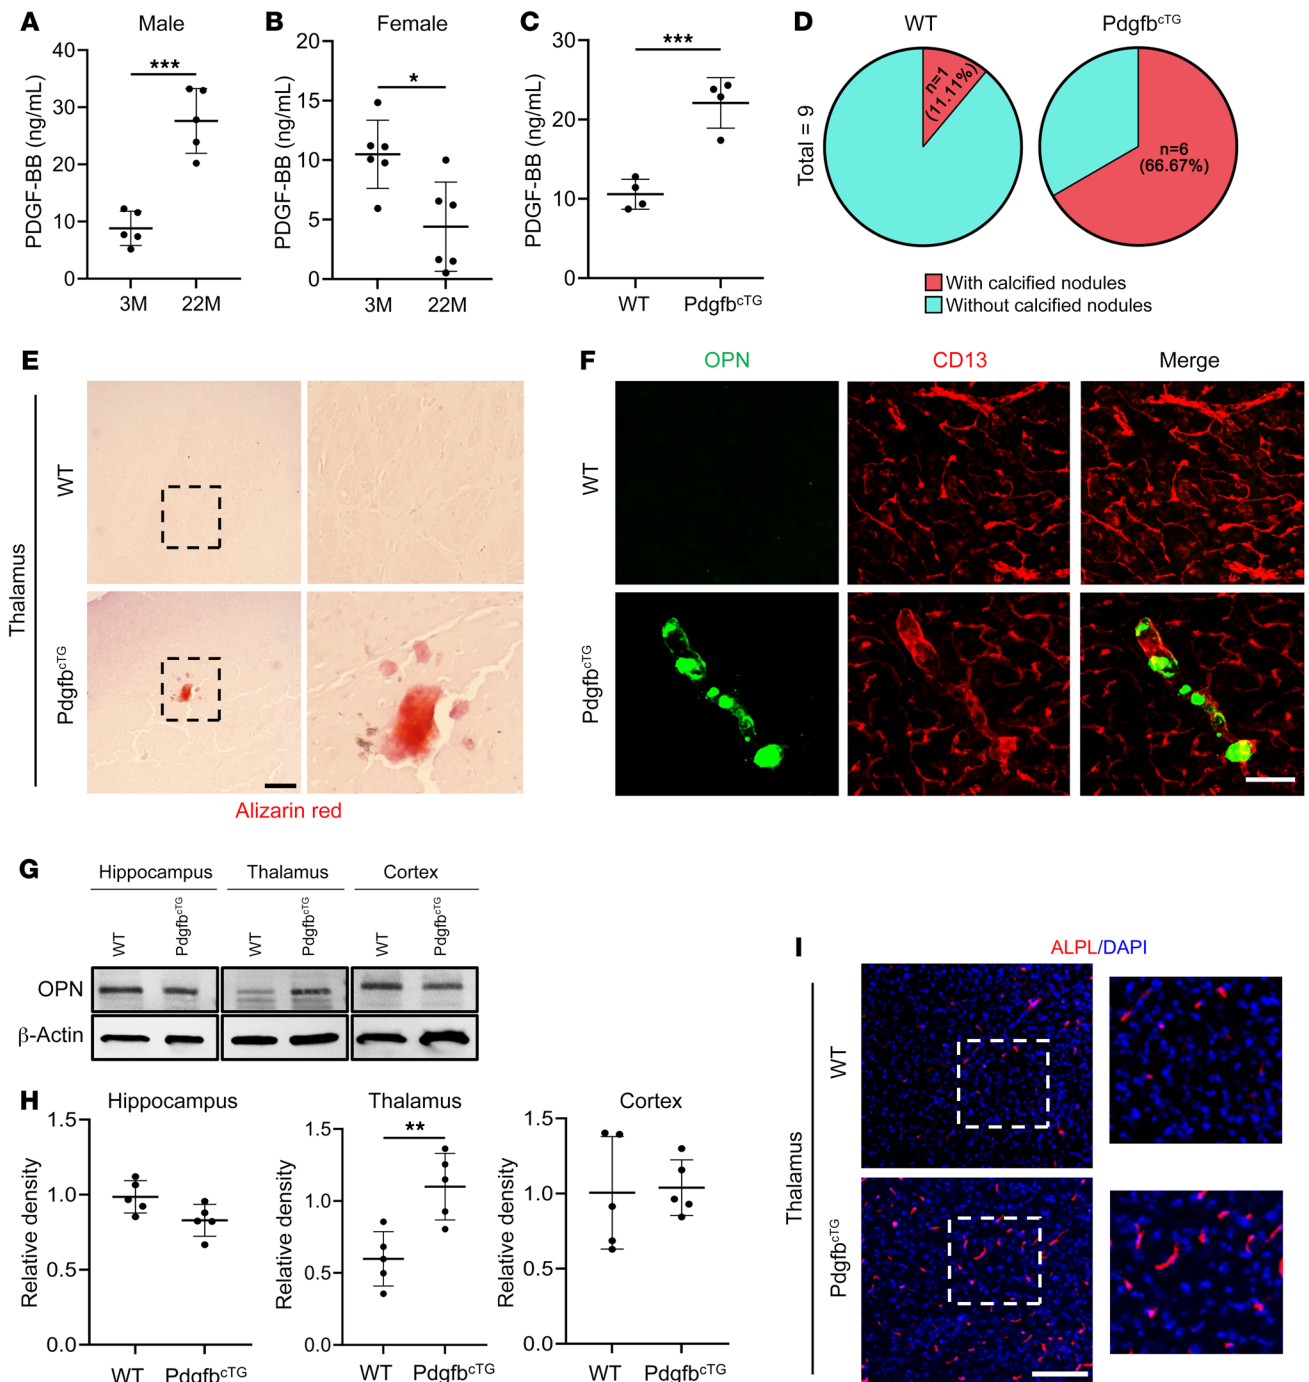 A
Male
PDGF-BB (ng/mL)
40
30
20
10
0
***
3M
22M
B
Female
PDGF-BB (ng/mL)
20
15
10
5
0
*
3M
22M
C
PDGF-BB (ng/mL)
30
20
10
0
***
WT
Pdgfbcᵀᴳ
D
WT
Pdgfbcᵀᴳ
Total = 9
n=1
(11.11%)
n=6
(66.67%)
With calcified nodules
Without calcified nodules
E
Thalamus
WT
Pdgfbcᵀᴳ
Alizarin red
F
OPN
CD13
Merge
WT
Pdgfbcᵀᴳ
G
Hippocampus
Thalamus
Cortex
WT
Pdgfbcᵀᴳ
WT
Pdgfbcᵀᴳ
WT
Pdgfbcᵀᴳ
OPN
β-Actin
H
Hippocampus
Relative density
1.5
1.0
0.5
0.0
WT
Pdgfbcᵀᴳ
Thalamus
Relative density
1.5
1.0
0.5
0.0
**
WT
Pdgfbcᵀᴳ
Cortex
Relative density
1.5
1.0
0.5
0.0
WT
Pdgfbcᵀᴳ
I
ALPL/DAPI
Thalamus
WT
Pdgfbcᵀᴳ